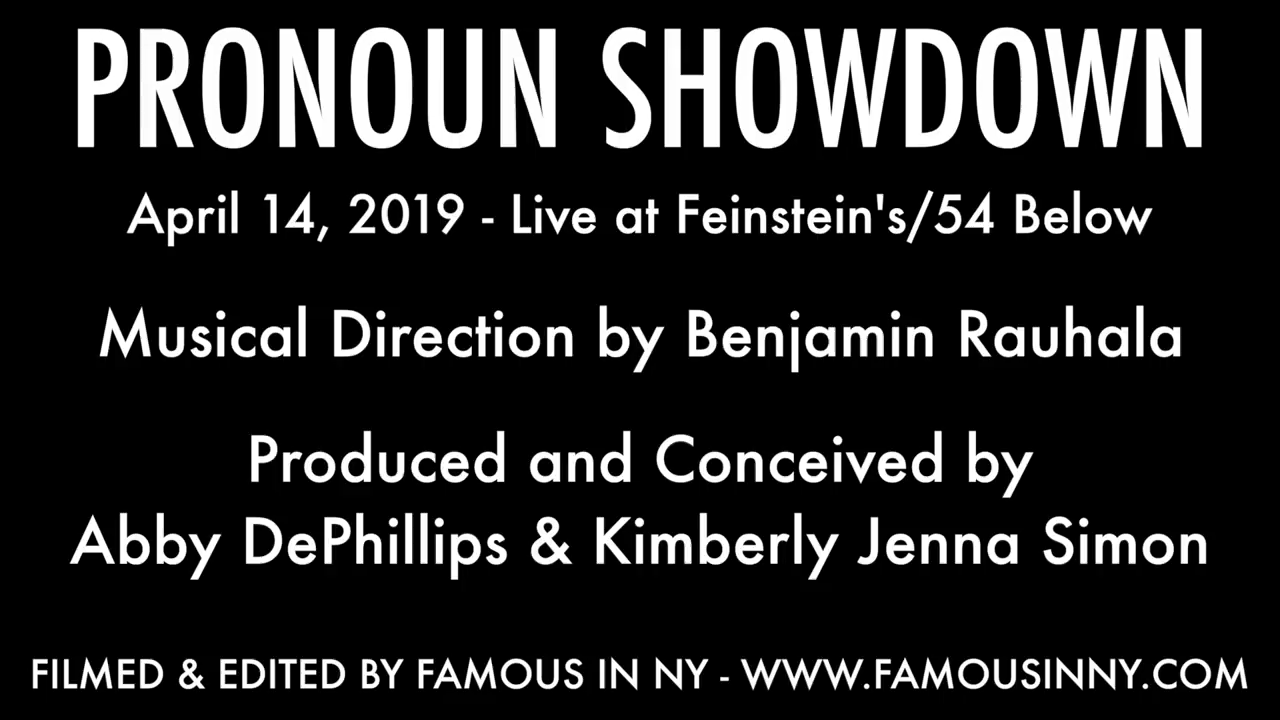 PRONOUN SHOWDOWN
April 14, 2019 - Live at Feinstein's/54 Below
Musical Direction by Benjamin Rauhala
Produced and Conceived by
Abby DePhillips & Kimberly Jenna Simon
FILMED & EDITED BY FAMOUS IN NY - WWW.FAMOUSINNY.COM